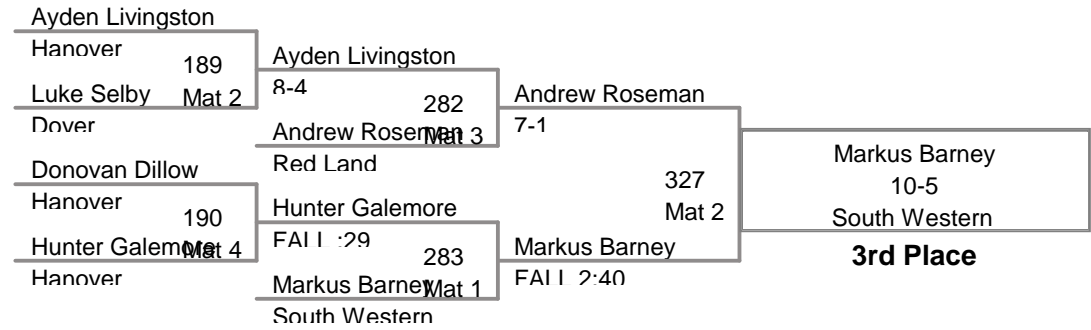 Ayden Livingston
Hanover
189
Mat 2
Luke Selby
Dover
Donovan Dillow
Hanover
190
Mat 4
Hunter Galemore
Hanover
Ayden Livingston
8-4
282
Mat 3
Andrew Roseman
Red Land
Hunter Galemore
FALL :29
283
Mat 1
Markus Barney
South Western
Andrew Roseman
7-1
327
Mat 2
Markus Barney
FALL 2:40
Markus Barney
10-5
South Western
3rd Place